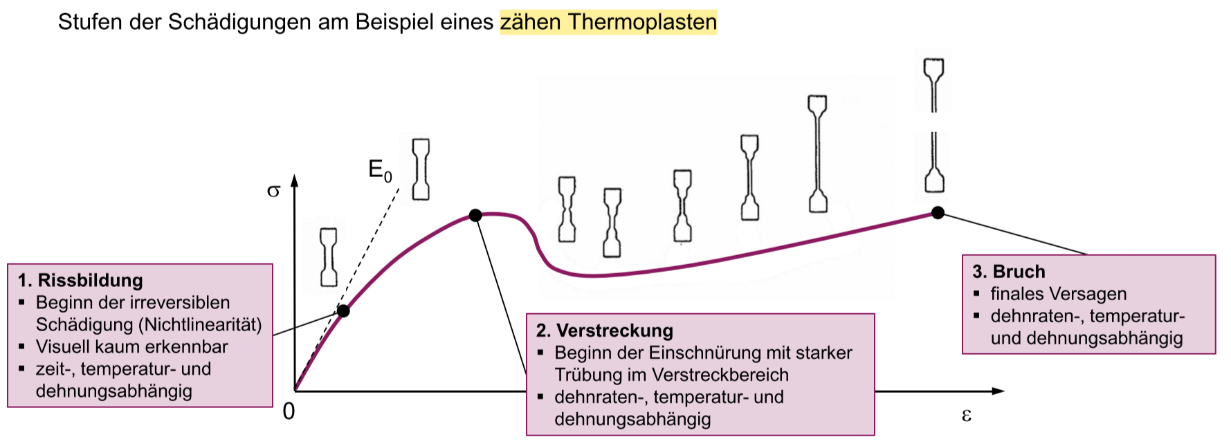 Stufen der Schädigungen am Beispiel eines zähen Thermoplasten
E0
σ
1. Rissbildung
▪ Beginn der irreversiblen
Schädigung (Nichtlinearität)
▪ Visuell kaum erkennbar
▪ zeit-, temperatur- und
dehnungsabhängig
2. Verstreckung
▪ Beginn der Einschnürung mit starker
Trübung im Verstreckbereich
▪ dehnraten-, temperatur- und
dehnungsabhängig
3. Bruch
▪ finales Versagen
▪ dehnraten-, temperatur-
und dehnungsabhängig
0
ε